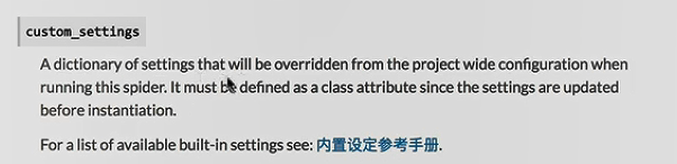 custom_settings
A dictionary of settings that will be overridden from the project wide configuration when
running this spider. It must be defined as a class attribute since the settings are updated
before instantiation.
For a list of available built-in settings see: 内置设定参考手册.